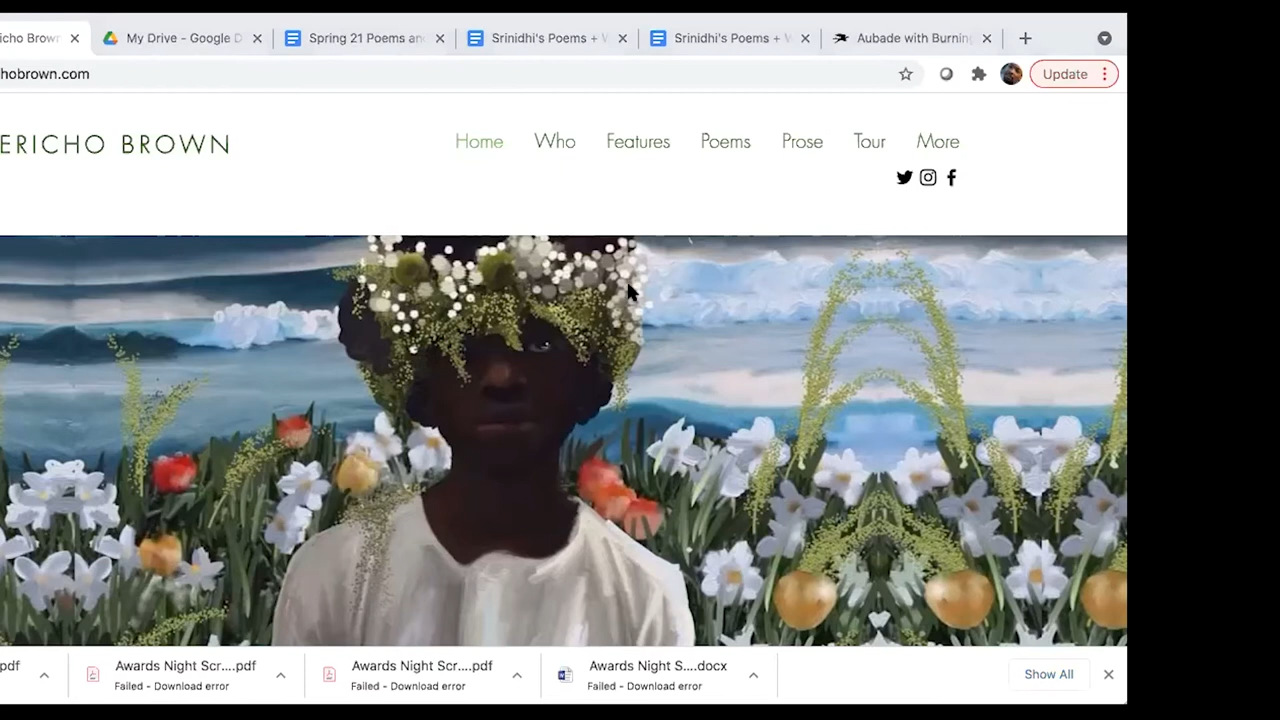 icho Brown
My Drive - Google D
Spring 21 Poems an
Srinidhi's Poems + W
Srinidhi's Poems + W
Aubade with Burning
hobrown.com
Update
ERICHO BROWN
Home Who Features Poems Prose Tour More
pdf
Awards Night Scr....pdf
Failed - Download error
Awards Night Scr....pdf
Failed - Download error
Awards Night S....docx
Failed - Download error
Show All